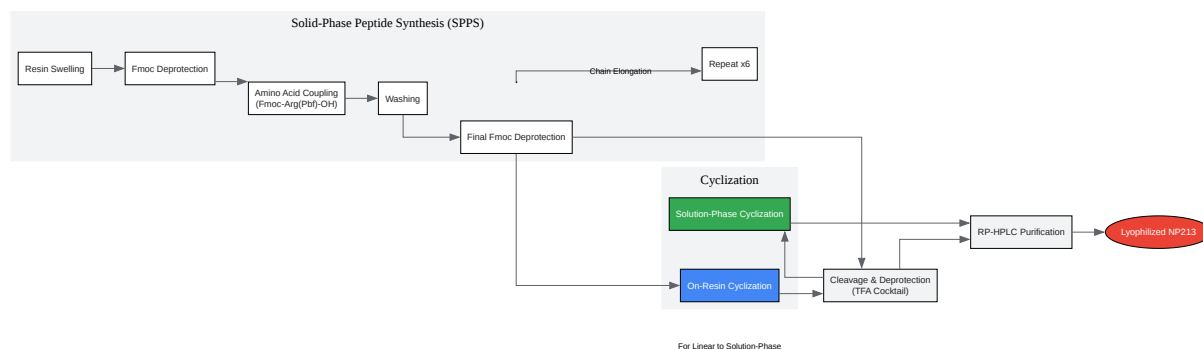 Solid-Phase Peptide Synthesis (SPPS)
Resin Swelling
Fmoc Deprotection
Amino Acid Coupling
(Fmoc-Arg(Pbf)-OH)
Washing
Chain Elongation
Repeat x6
Final Fmoc Deprotection
Cyclization
Solution-Phase Cyclization
On-Resin Cyclization
Cleavage & Deprotection
(TFA Cocktail)
RP-HPLC Purification
Lyophilized NP213
For Linear to Solution-Phase